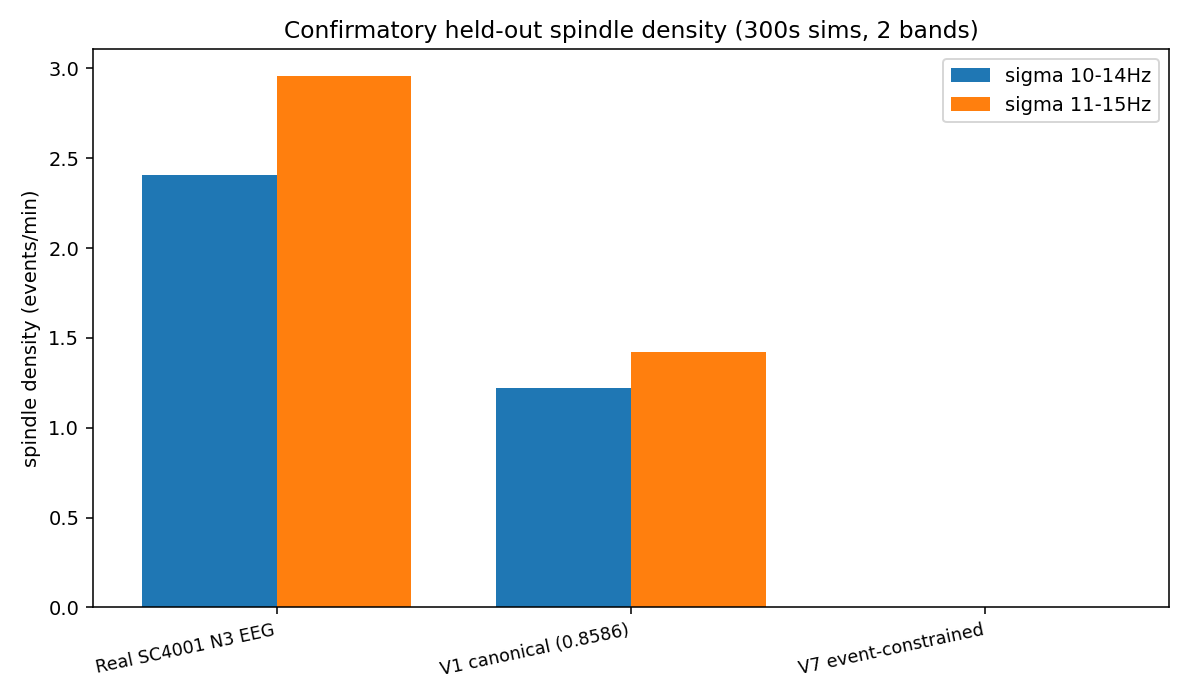 Confirmatory held-out spindle density (300s sims, 2 bands)
sigma 10-14Hz
sigma 11-15Hz
spindle density (events/min)
3.0
2.5
2.0
1.5
1.0
0.5
0.0
Real SC4001 N3 EEG
V1 canonical (0.8586)
V7 event-constrained